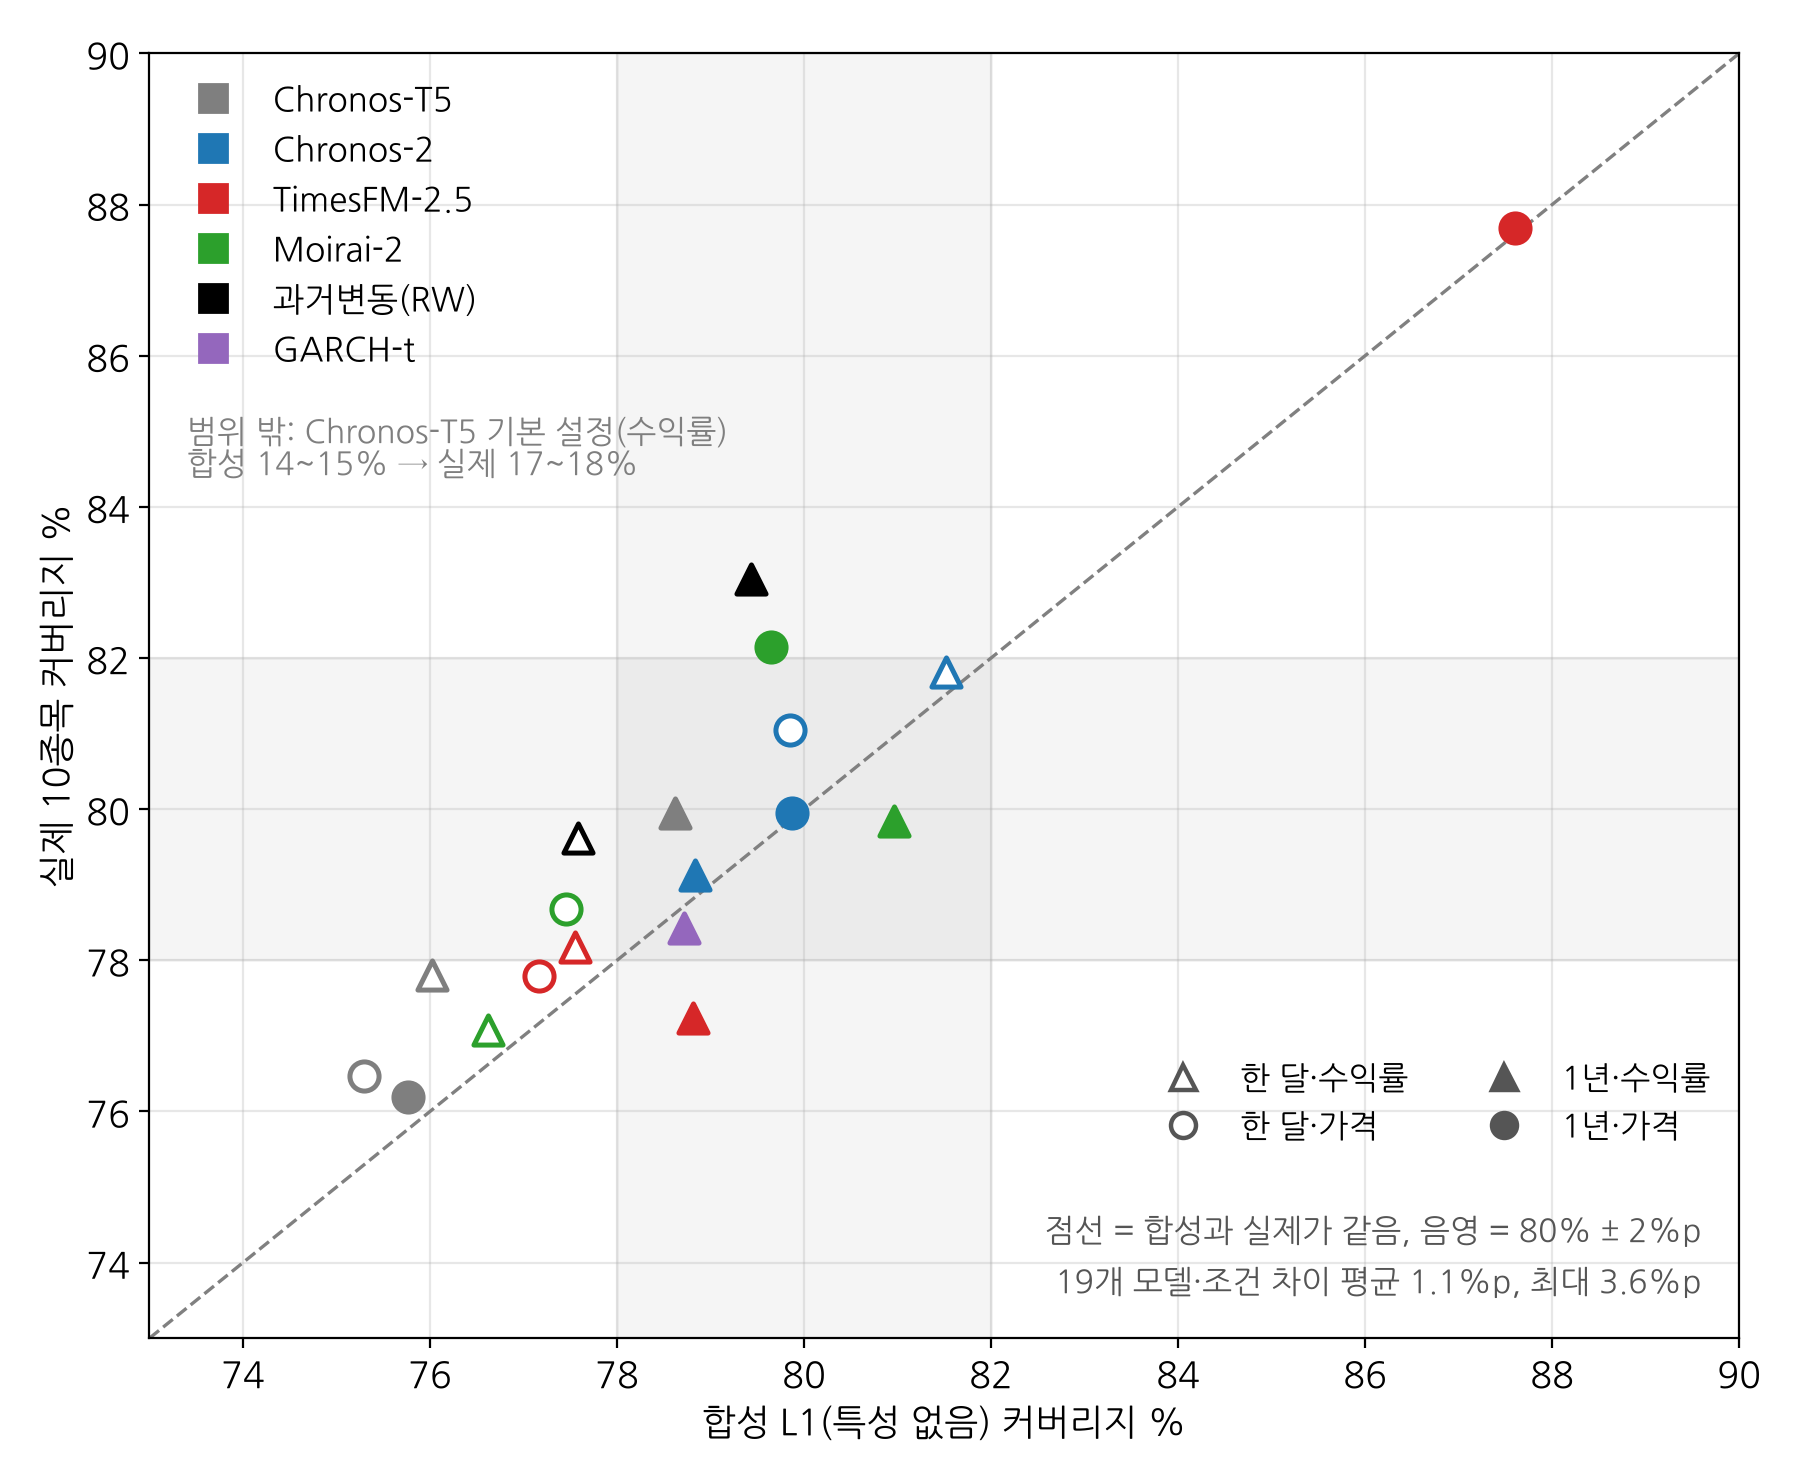 90
88
86
84
82
80
78
76
74
실제 10종목 커버리지 %
Chronos-T5
Chronos-2
TimesFM-2.5
Moirai-2
과거변동(RW)
GARCH-t
범위 밖: Chronos-T5 기본 설정(수익률)
합성 14~15% → 실제 17~18%
한 달·수익률 1년·수익률
한 달·가격 1년·가격
점선 = 합성과 실제가 같음, 음영 = 80% ± 2%p
19개 모델·조건 차이 평균 1.1%p, 최대 3.6%p
74 76 78 80 82 84 86 88 90
합성 L1(특성 없음) 커버리지 %